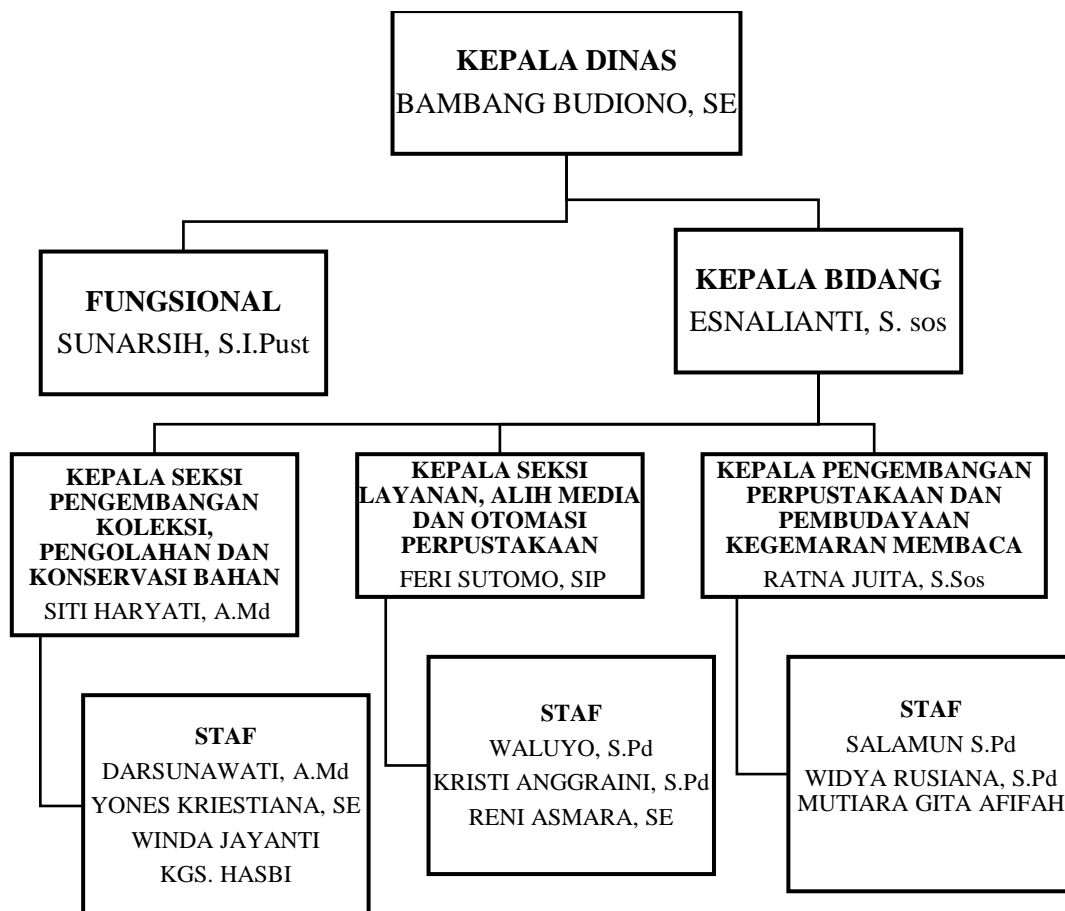 KEPALA DINAS
BAMBANG BUDIONO, SE
FUNGSIONAL
SUNARSIH, S.I.Pust
KEPALA BIDANG
ESNALIANTI, S. sos
KEPALA SEKSI
PENGEMBANGAN
KOLEKSI,
PENGOLAHAN DAN
KONSERVASI BAHAN
SITI HARYATI, A.Md
KEPALA SEKSI
LAYANAN, ALIH MEDIA
DAN OTOMASI
PERPUSTAKAAN
FERI SUTOMO, SIP
KEPALA PENGEMBANGAN
PERPUSTAKAAN DAN
PEMBUDAYAAN
KEGEMARAN MEMBACA
RATNA JUITA, S.Sos
STAF
DARSUNAWATI, A.Md
YONES KRIESTIANA, SE
WINDA JAYANTI
KGS. HASBI
STAF
WALUYO, S.Pd
KRISTI ANGGRAINI, S.Pd
RENI ASMARA, SE
STAF
SALAMUN S.Pd
WIDYA RUSIANA, S.Pd
MUTIARA GITA AFIFAH